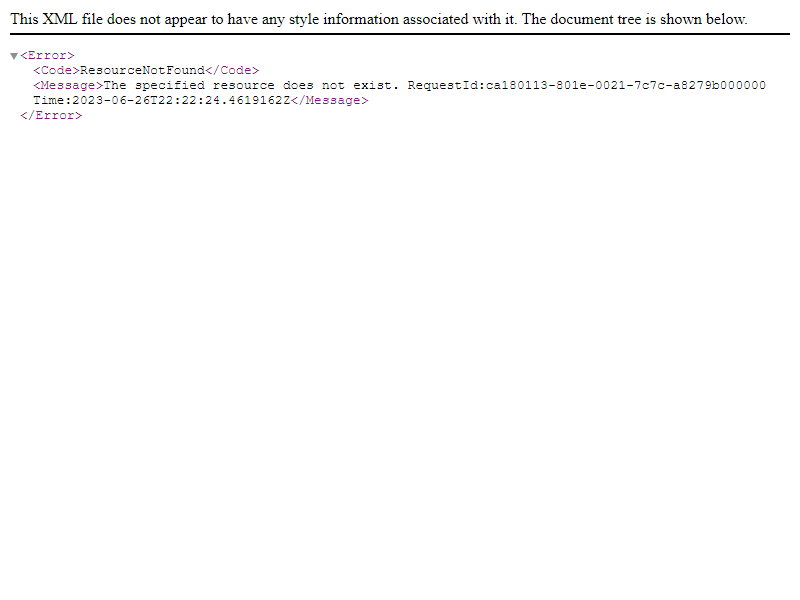 This XML file does not appear to have any style information associated with it. The document tree is shown below.
▼<Error>
<Code>ResourceNotFound</Code>
<Message>The specified resource does not exist. RequestId:ca180113-801e-0021-7c7c-a8279b000000
Time:2023-06-26T22:22:24.4619162Z</Message>
</Error>